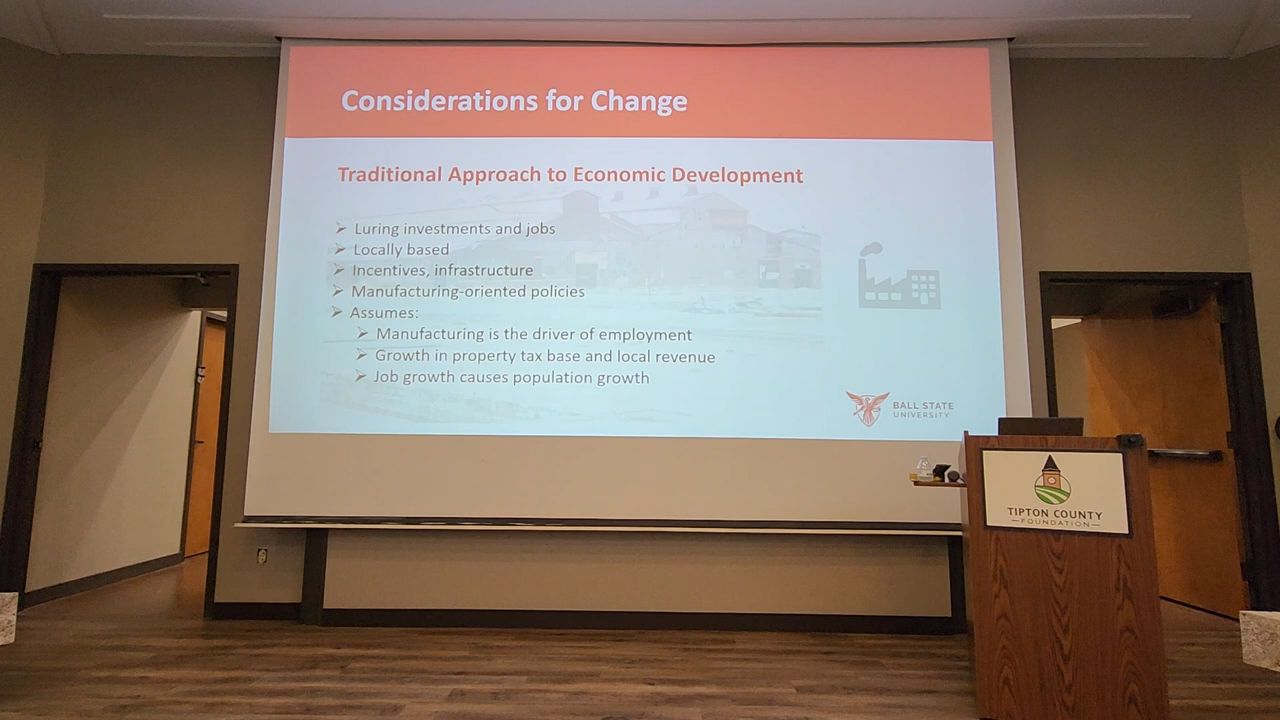 Considerations for Change
Traditional Approach to Economic Development
Luring investments and jobs
Locally based
Incentives, infrastructure
Manufacturing-oriented policies
Assumes:
Manufacturing is the driver of employment
Growth in property tax base and local revenue
Job growth causes population growth
BALL STATE
UNIVERSITY
TIPTON COUNTY
FOUNDATION